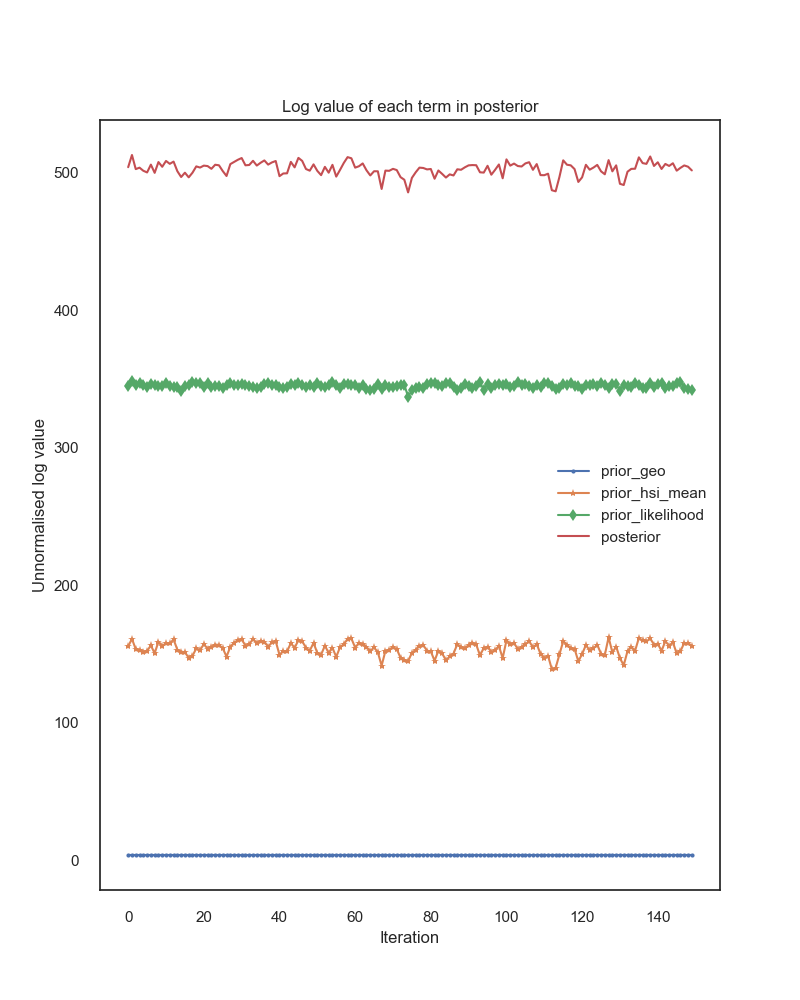 Log value of each term in posterior
Unnormalised log value
500
400
300
200
100
0
prior_geo
prior_hsi_mean
prior_likelihood
posterior
0 20 40 60 80 100 120 140
Iteration